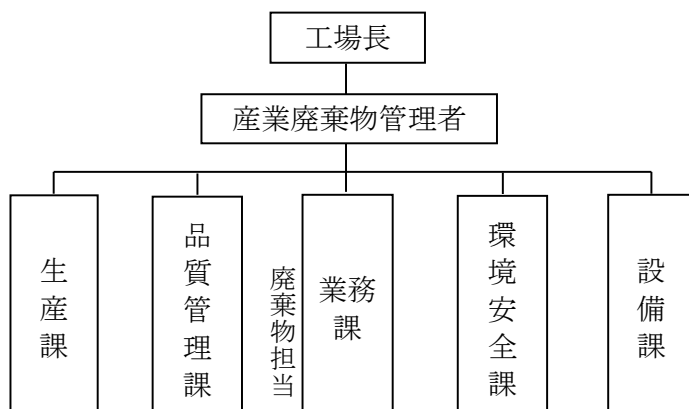 工場長
産業廃棄物管理者
生産課
品質管理課
廃棄物担当
業務
課
環境安全課
設備課